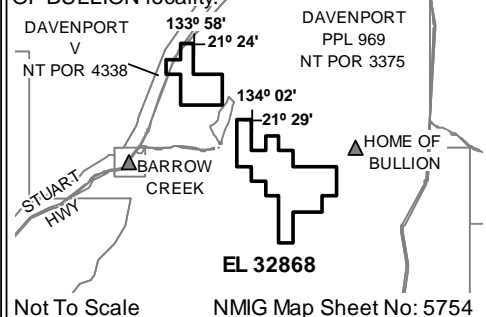 OF BULLION locality.
DAVENPORT
V
NT POR 4338
133º 58'
21º 24'
DAVENPORT
PPL 969
NT POR 3375
134º 02'
21º 29'
HOME OF
BULLION
BARROW
CREEK
STUART
HWY
EL 32868
Not To Scale
NMIG Map Sheet No: 5754